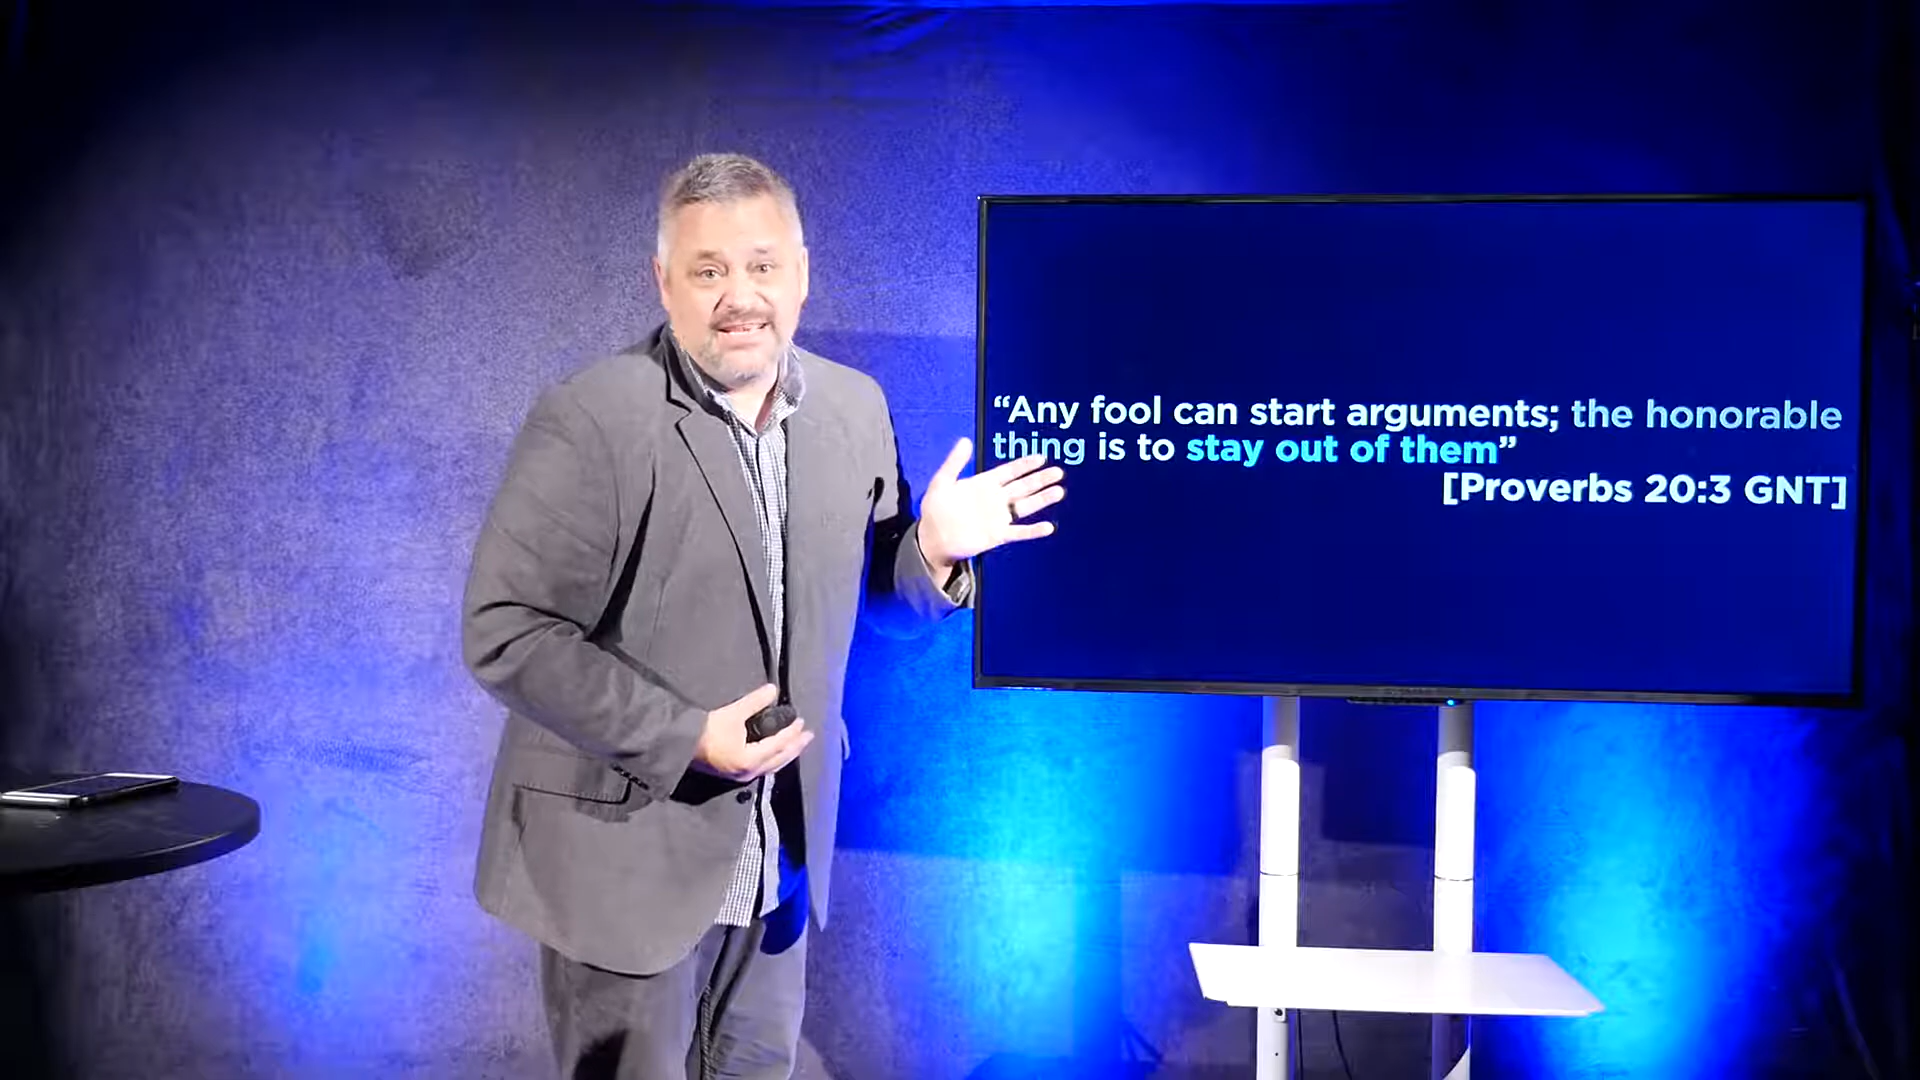 “Any fool can start arguments; the honorable
thing is to stay out of them”
[Proverbs 20:3 GNT]